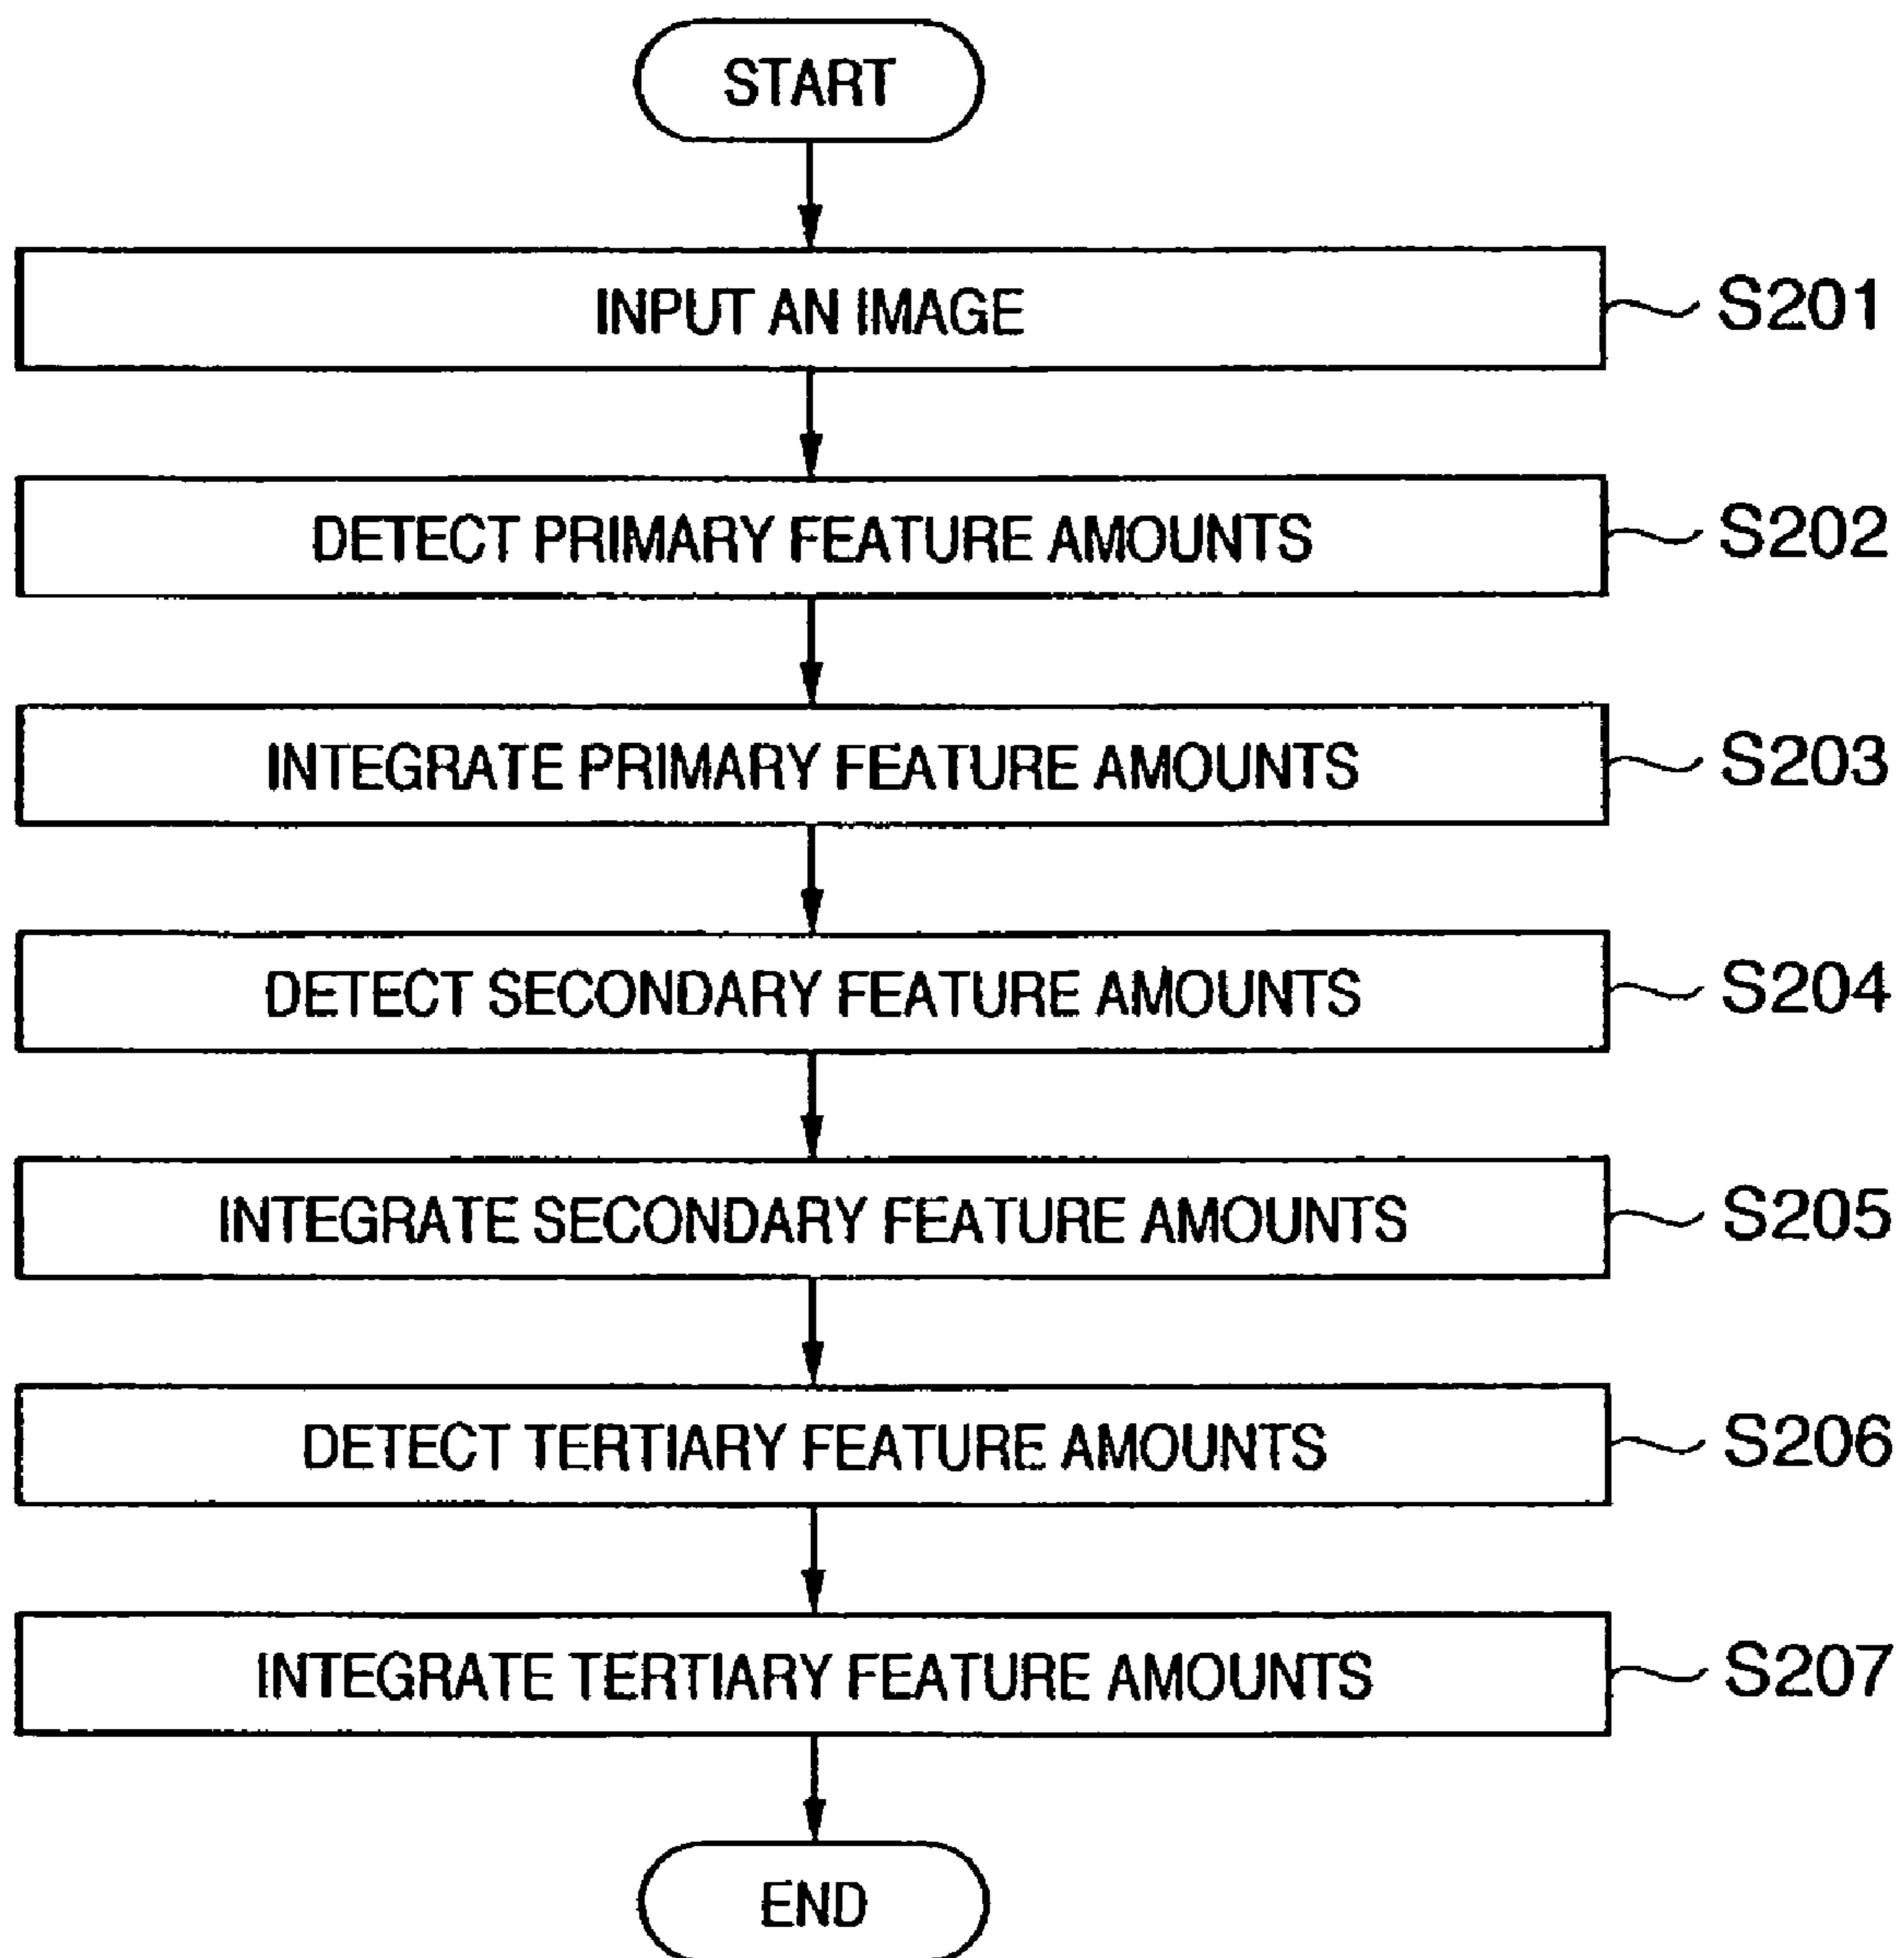 START
INPUT AN IMAGE S201
DETECT PRIMARY FEATURE AMOUNTS S202
INTEGRATE PRIMARY FEATURE AMOUNTS S203
DETECT SECONDARY FEATURE AMOUNTS S204
INTEGRATE SECONDARY FEATURE AMOUNTS S205
DETECT TERTIARY FEATURE AMOUNTS S206
INTEGRATE TERTIARY FEATURE AMOUNTS S207
END